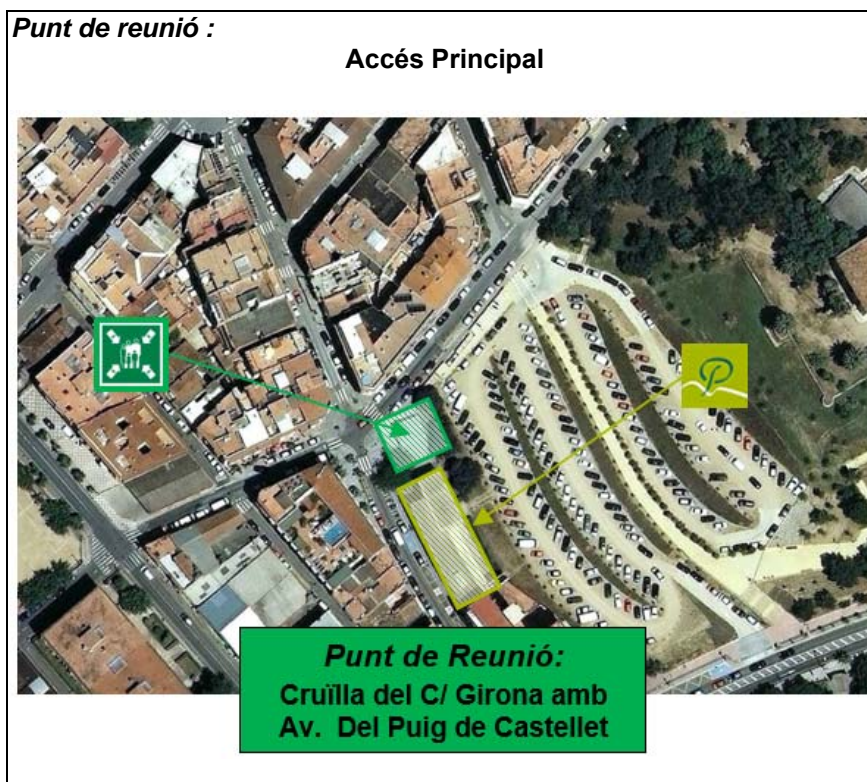 Punt de reunió :
Accés Principal
Punt de Reunió:
Cruïlla del C/ Girona amb
Av. Del Puig de Castellet